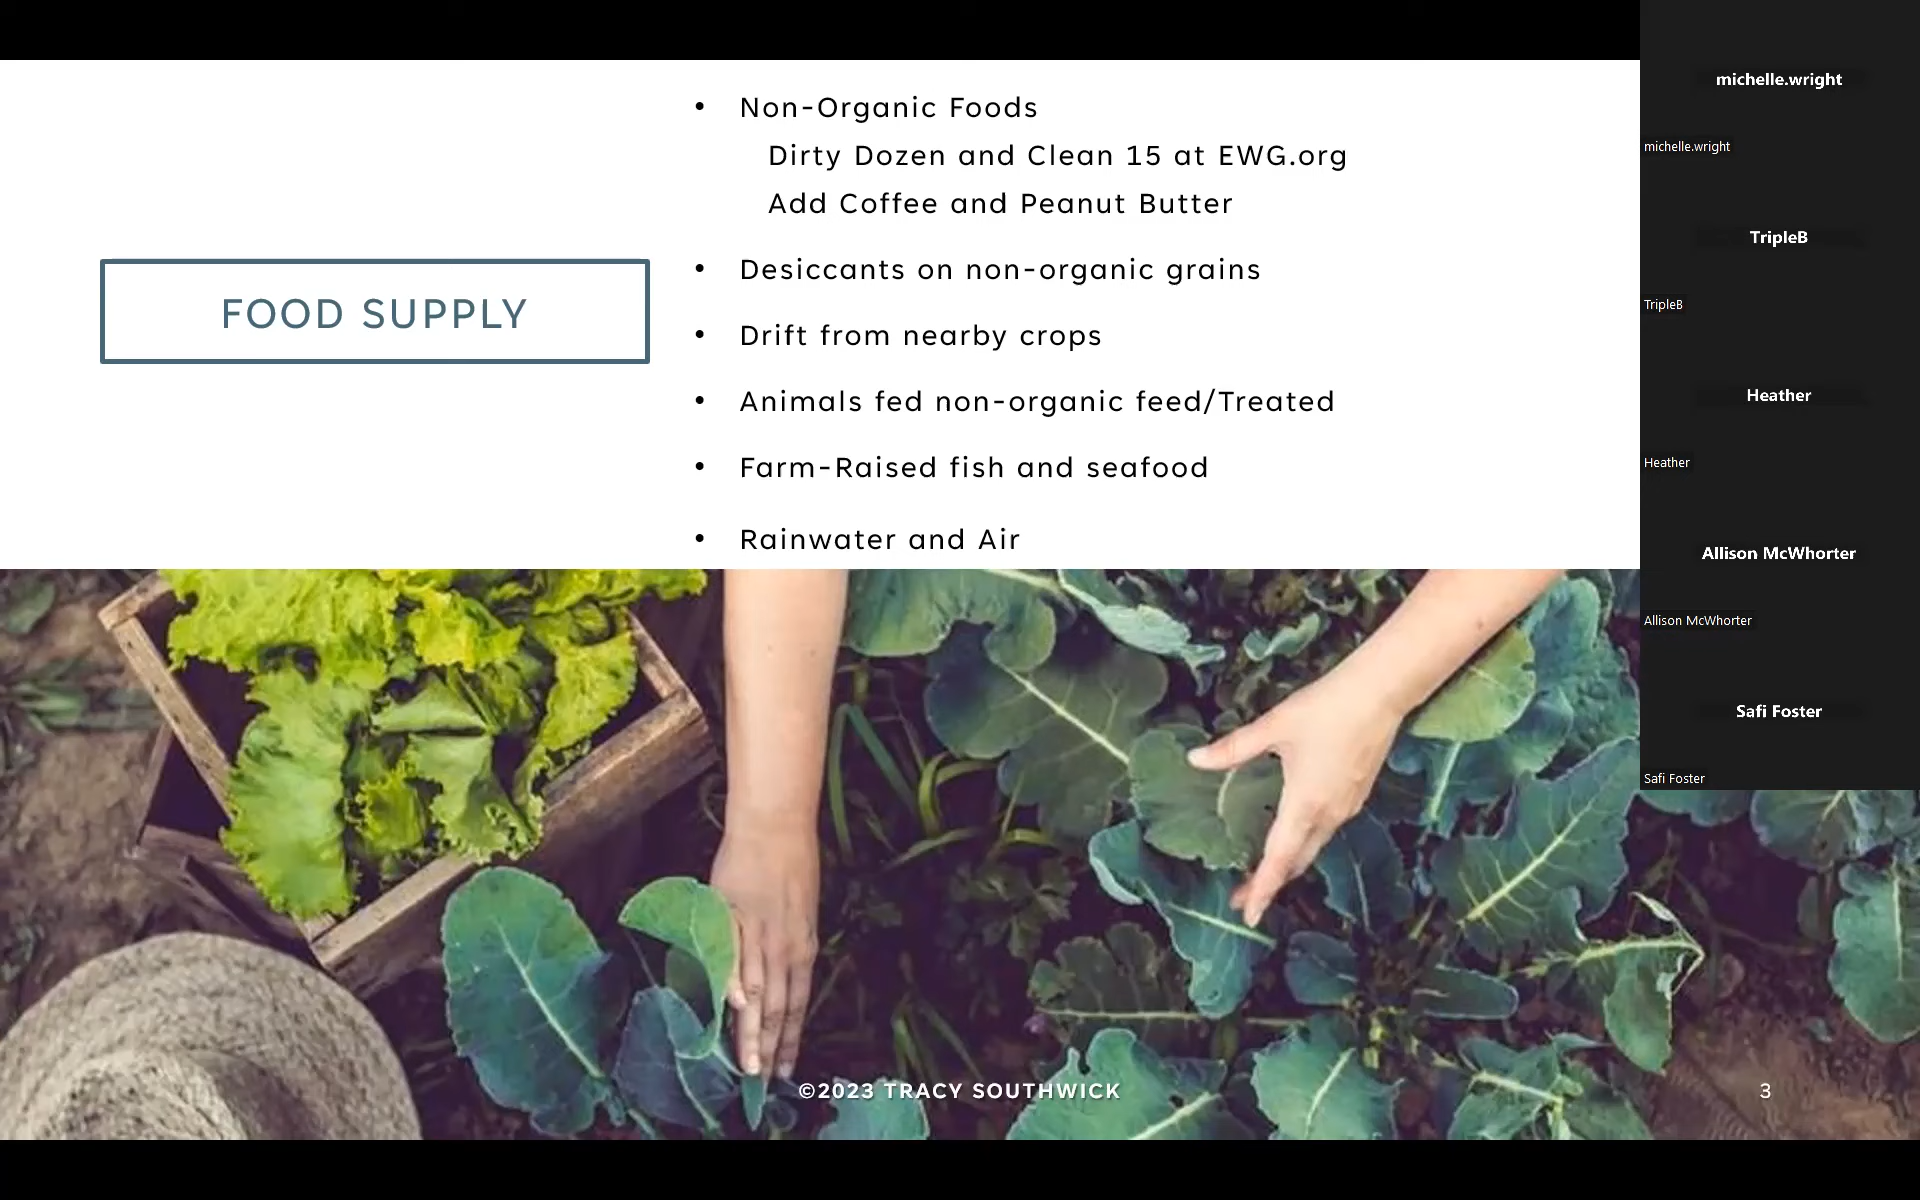 FOOD SUPPLY
• Non-Organic Foods
Dirty Dozen and Clean 15 at EWG.org
Add Coffee and Peanut Butter
• Desiccants on non-organic grains
• Drift from nearby crops
• Animals fed non-organic feed/Treated
• Farm-Raised fish and seafood
• Rainwater and Air
©2023 TRACY SOUTHWICK
3
michelle.wright
michelle.wright
TripleB
TripleB
Heather
Heather
Allison McWhorter
Allison McWhorter
Safi Foster
Safi Foster